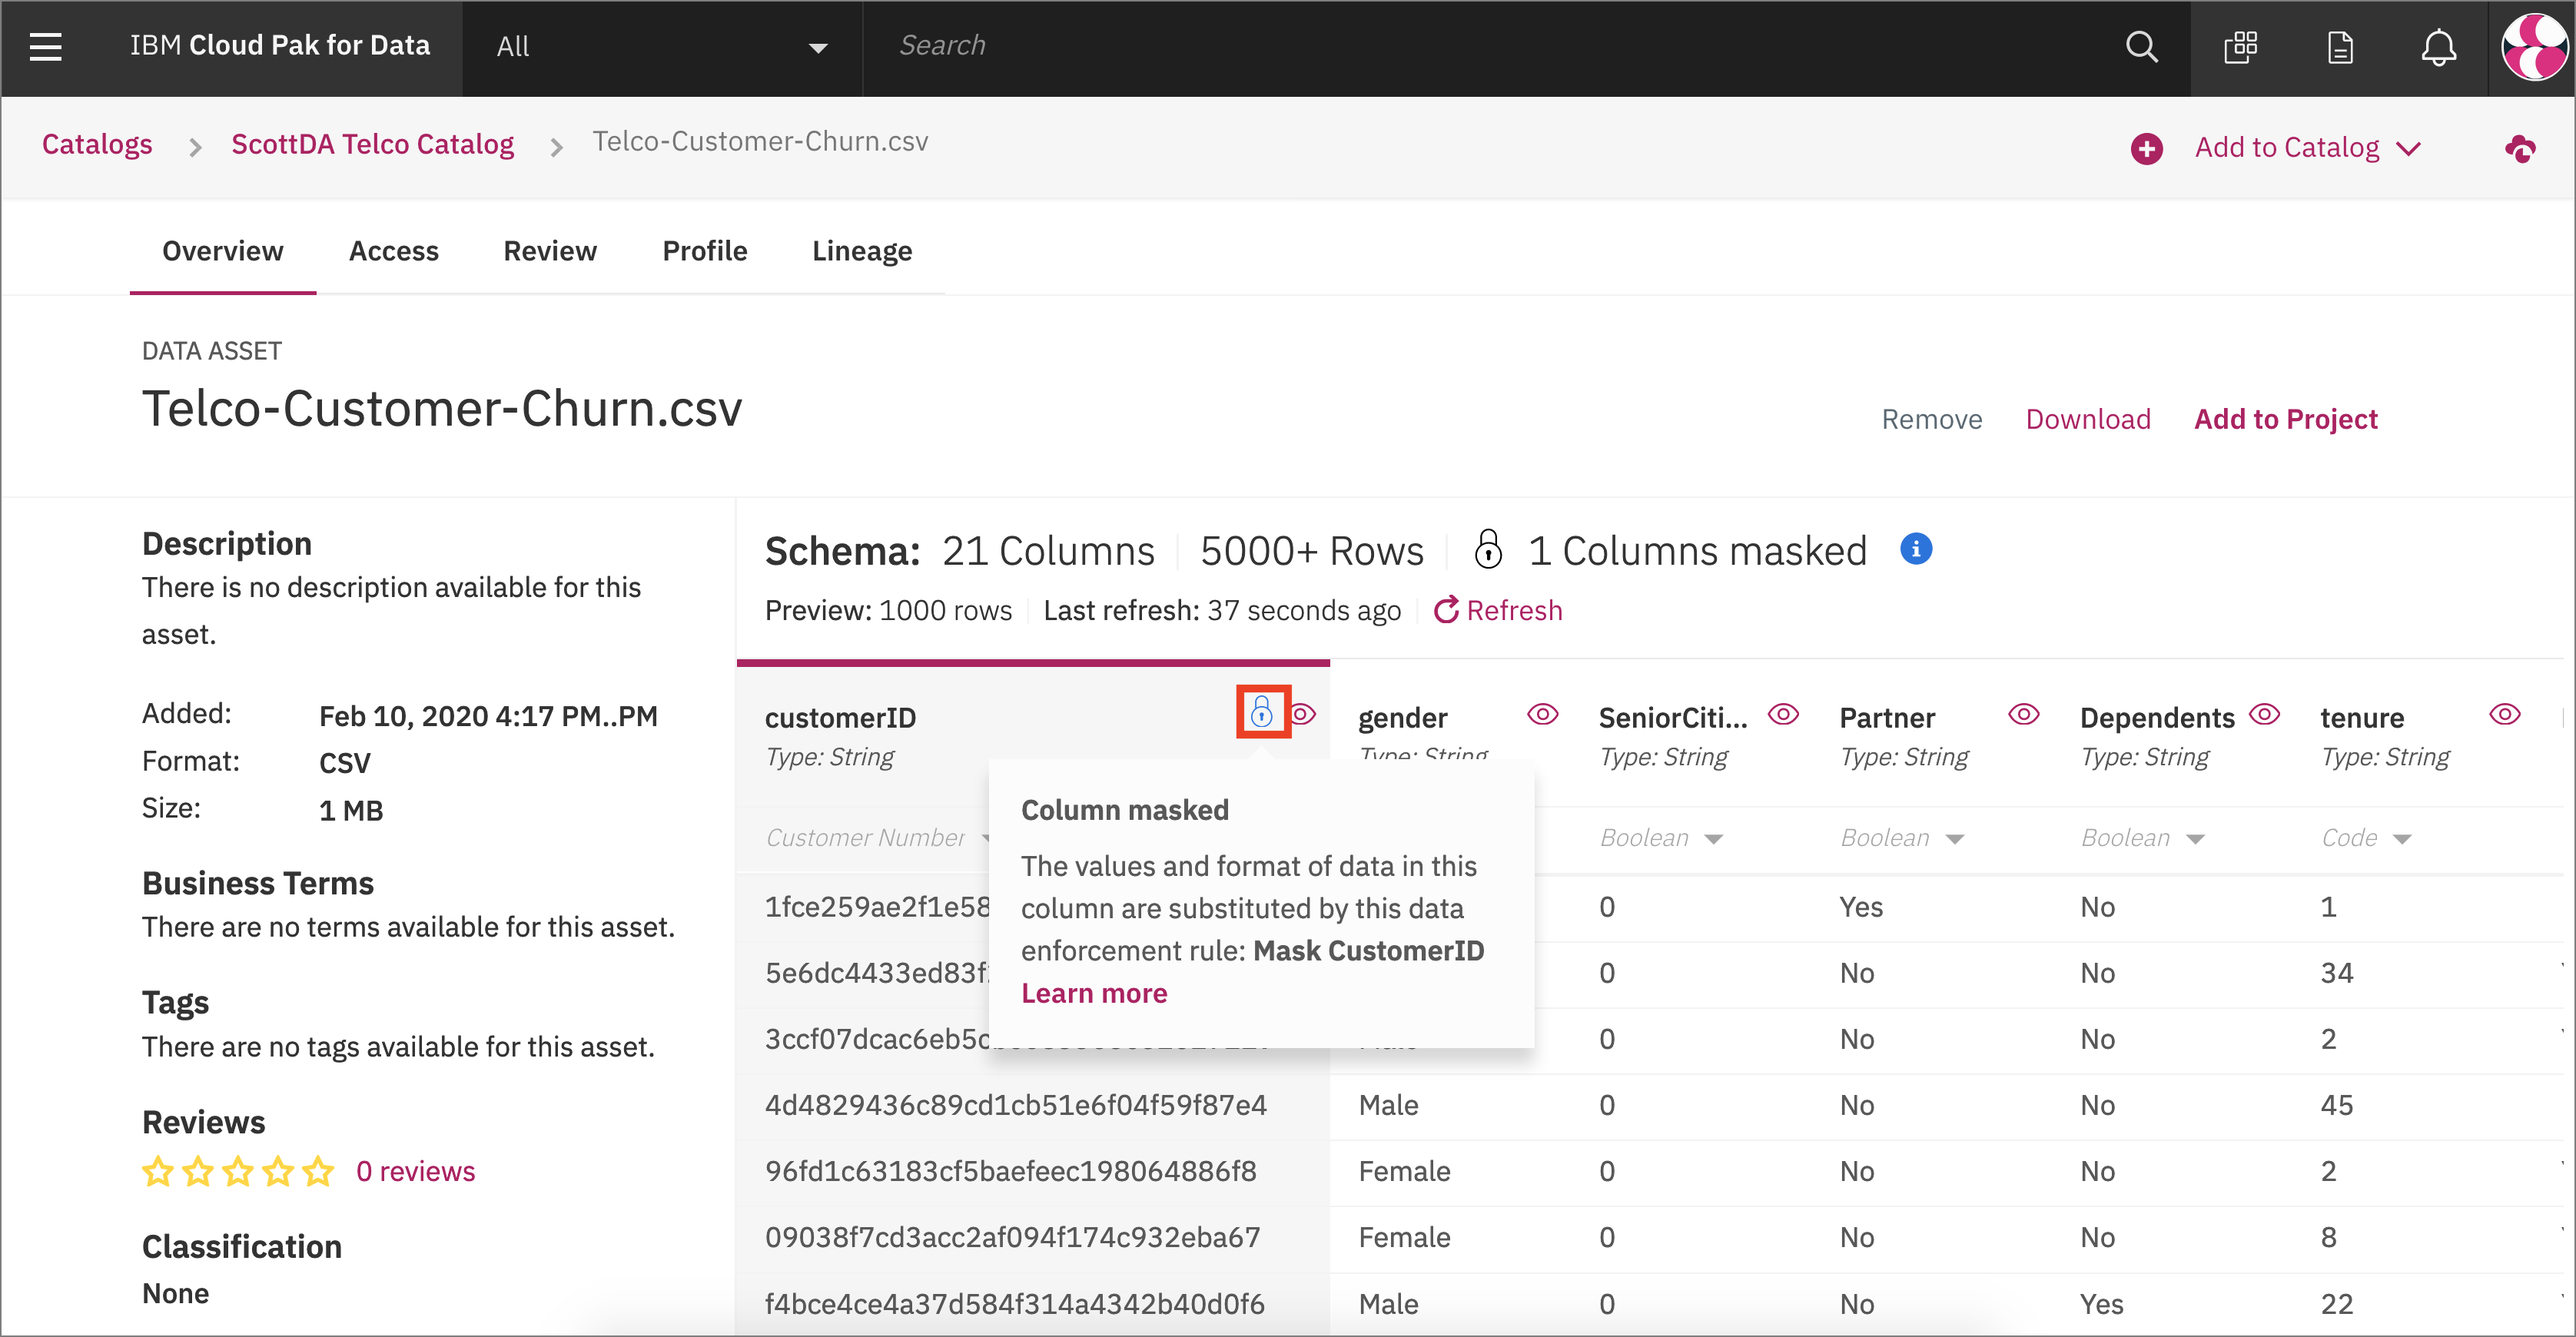 IBM Cloud Pak for Data
All
Search
Catalogs
ScottDA Telco Catalog
Telco-Customer-Churn.csv
Add to Catalog
Overview
Access
Review
Profile
Lineage
DATA ASSET
Telco-Customer-Churn.csv
Remove
Download
Add to Project
Description
There is no description available for this
asset.
Added: Feb 10, 2020 4:17 PM..PM
Format: CSV
Size: 1 MB
Business Terms
There are no terms available for this asset.
Tags
There are no tags available for this asset.
Reviews
0 reviews
Classification
None
Schema: 21 Columns 5000+ Rows 1 Columns masked
Preview: 1000 rows Last refresh: 37 seconds ago Refresh
customerID gender SeniorCiti... Partner Dependents tenure
Type: String Type: String Type: String Type: String Type: String Type: String
Customer Number Boolean Boolean Boolean Code
Column masked
The values and format of data in this
column are substituted by this data
enforcement rule: Mask CustomerID
Learn more
1fce259ae2f1e58 0 Yes No 1
5e6dc4433ed83f 0 No No 34
3ccf07dcac6eb5c 0 No No 2
4d4829436c89cd1cb51e6f04f59f87e4 Male 0 No No 45
96fd1c63183cf5baefeec198064886f8 Female 0 No No 2
09038f7cd3acc2af094f174c932eba67 Female 0 No No 8
f4bce4ce4a37d584f314a4342b40d0f6 Male 0 No Yes 22